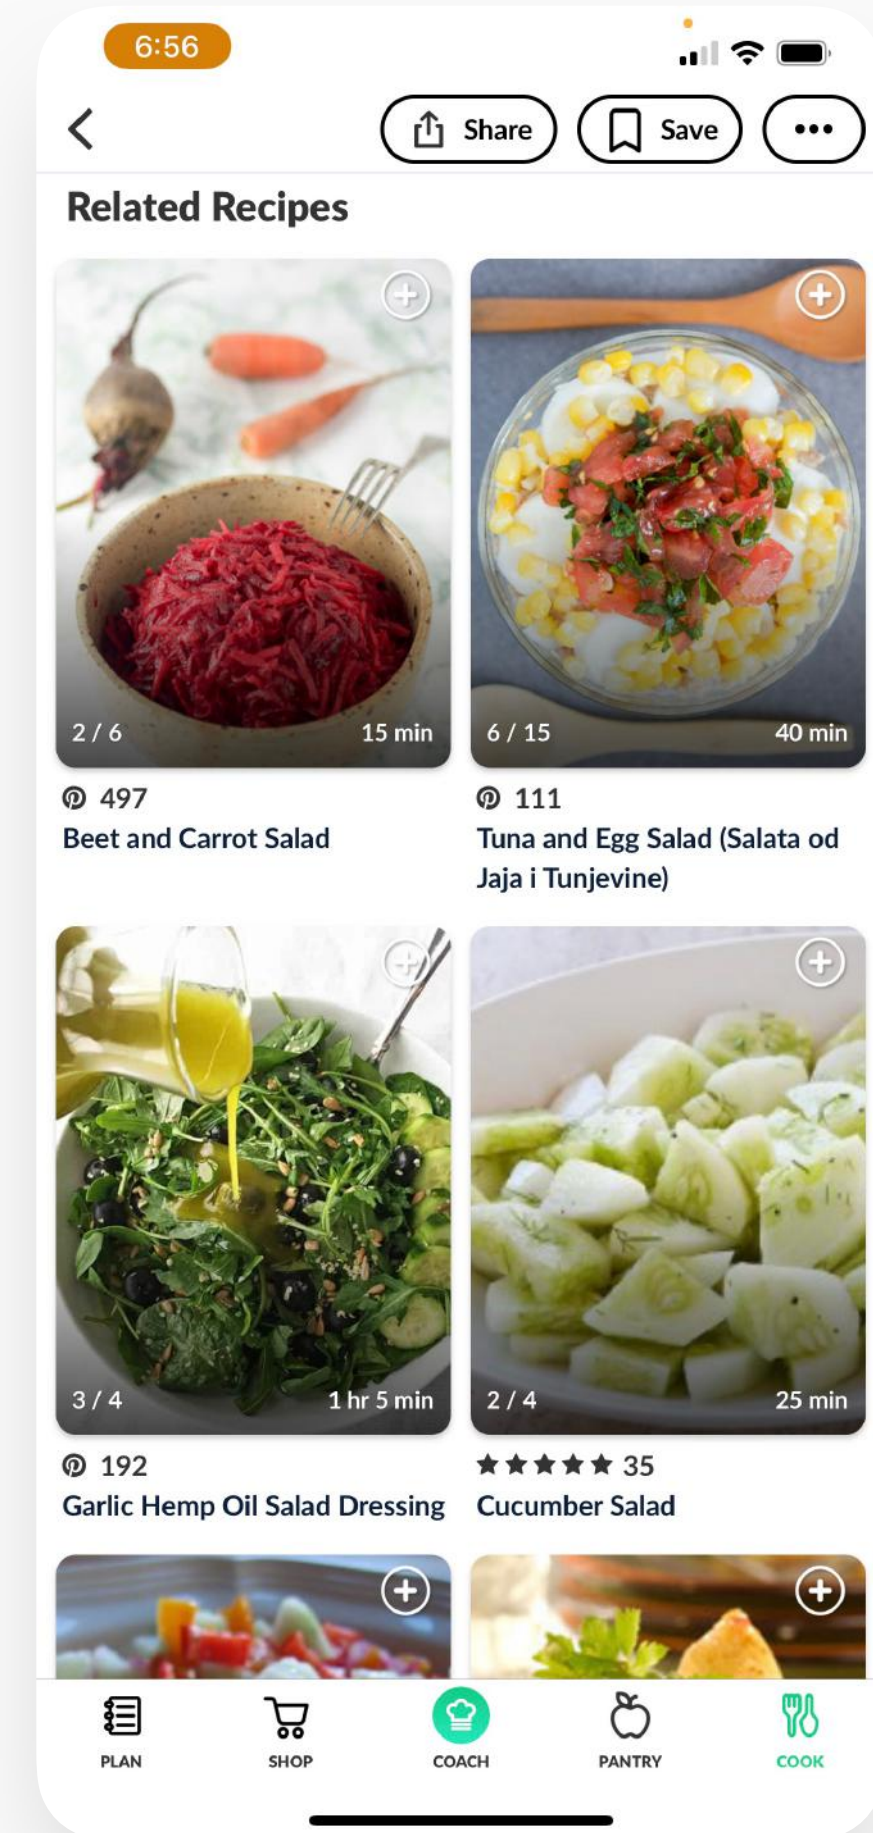 6:56
Share
Save
Related Recipes
2 / 6
15 min
6 / 15
40 min
497
111
Beet and Carrot Salad
Tuna and Egg Salad (Salata od
Jaja i Tunjevine)
3 / 4
1 hr 5 min
2 / 4
25 min
192
35
Garlic Hemp Oil Salad Dressing
Cucumber Salad
PLAN
SHOP
COACH
PANTRY
COOK